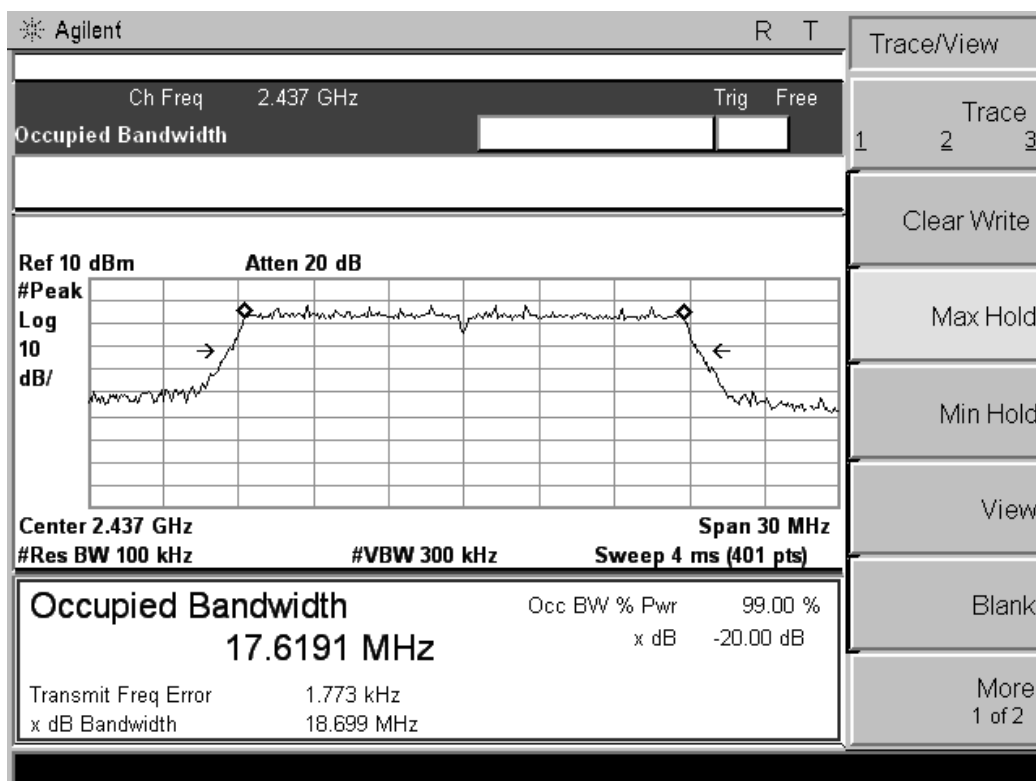 Agilent R T
Ch Freq 2.437 GHz Trig Free
Occupied Bandwidth
Ref 10 dBm Atten 20 dB
#Peak
Log
10
dB/
Center 2.437 GHz Span 30 MHz
#Res BW 100 kHz #VBW 300 kHz Sweep 4 ms (401 pts)
Occupied Bandwidth
17.6191 MHz
Occ BW % Pwr 99.00 %
x dB -20.00 dB
Transmit Freq Error 1.773 kHz
x dB Bandwidth 18.699 MHz
Trace/View
Trace
1 2 3
Clear Write
Max Hold
Min Hold
View
Blank
More
1 of 2